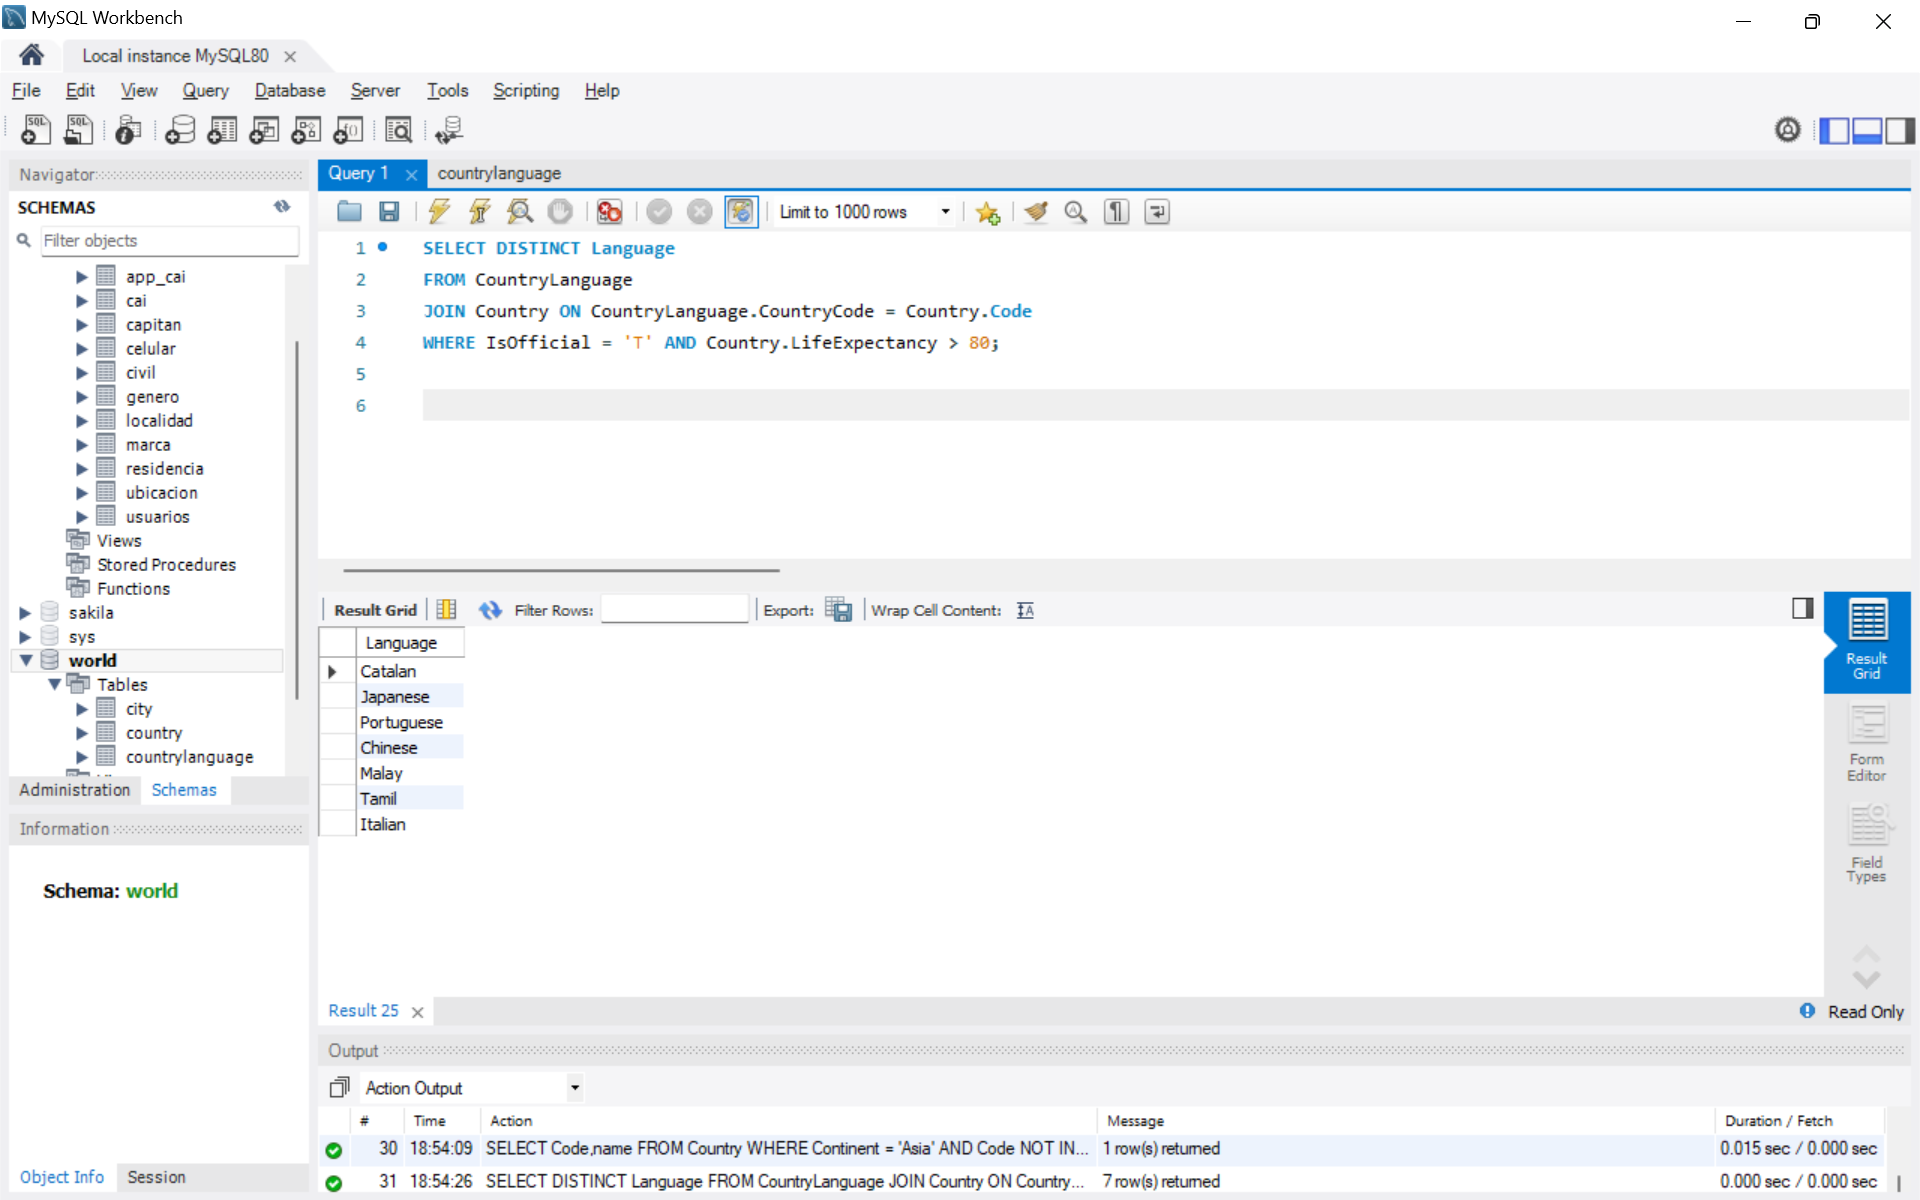 MySQL Workbench
Local instance MySQL80
File Edit View Query Database Server Tools Scripting Help
Navigator
SCHEMAS
Filter objects
app_cai
cai
capitan
celular
civil
genero
localidad
marca
residencia
ubicacion
usuarios
Views
Stored Procedures
Functions
sakila
sys
world
Tables
city
country
countrylanguage
Administration Schemas
Information
Schema: world
Object Info Session
Query 1 countrylanguage
Limit to 1000 rows
1 SELECT DISTINCT Language
2 FROM CountryLanguage
3 JOIN Country ON CountryLanguage.CountryCode = Country.Code
4 WHERE IsOfficial = 'T' AND Country.LifeExpectancy > 80;
5
6
Result Grid Filter Rows: Export: Wrap Cell Content:
Language
Catalan
Japanese
Portuguese
Chinese
Malay
Tamil
Italian
Result Grid
Form Editor
Field Types
Result 25 Read Only
Output
Action Output
# Time Action Message Duration / Fetch
30 18:54:09 SELECT Code,name FROM Country WHERE Continent = 'Asia' AND Code NOT IN... 1 row(s) returned 0.015 sec / 0.000 sec
31 18:54:26 SELECT DISTINCT Language FROM CountryLanguage JOIN Country ON Country... 7 row(s) returned 0.000 sec / 0.000 sec